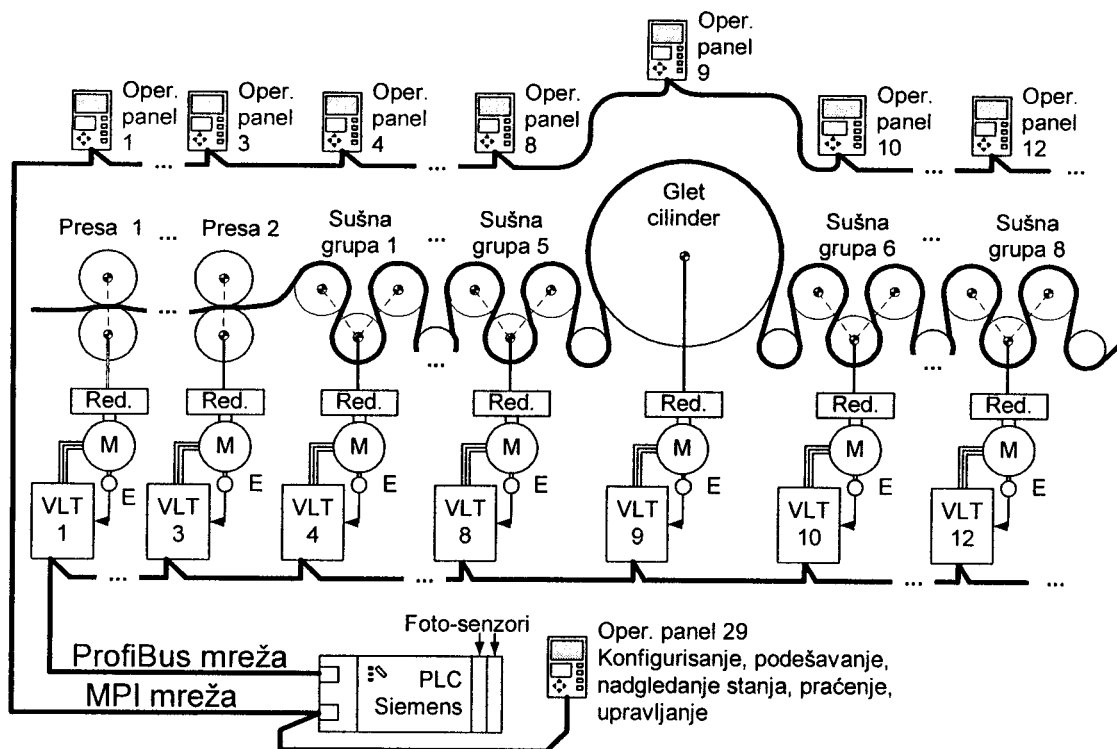 Oper.
panel
9
Oper.
panel
1
Oper.
panel
3
Oper.
panel
4
Oper.
panel
8
Oper.
panel
10
Oper.
panel
12
...
...
...
...
Presa 1
...
Presa 2
Sušna
grupa 1
...
Sušna
grupa 5
Glet
cilinder
Sušna
grupa 6
...
Sušna
grupa 8
...
...
...
Red.
Red.
Red.
Red.
Red.
Red.
Red.
M
M
M
M
M
M
M
E
E
E
E
E
E
E
VLT
1
VLT
3
VLT
4
VLT
8
VLT
9
VLT
10
VLT
12
...
...
...
...
Foto-senzori
ProfiBus mreža
MPI mreža
PLC
Siemens
Oper. panel 29
Konfigurisanje, podešavanje,
nadgledanje stanja, praćenje,
upravljanje